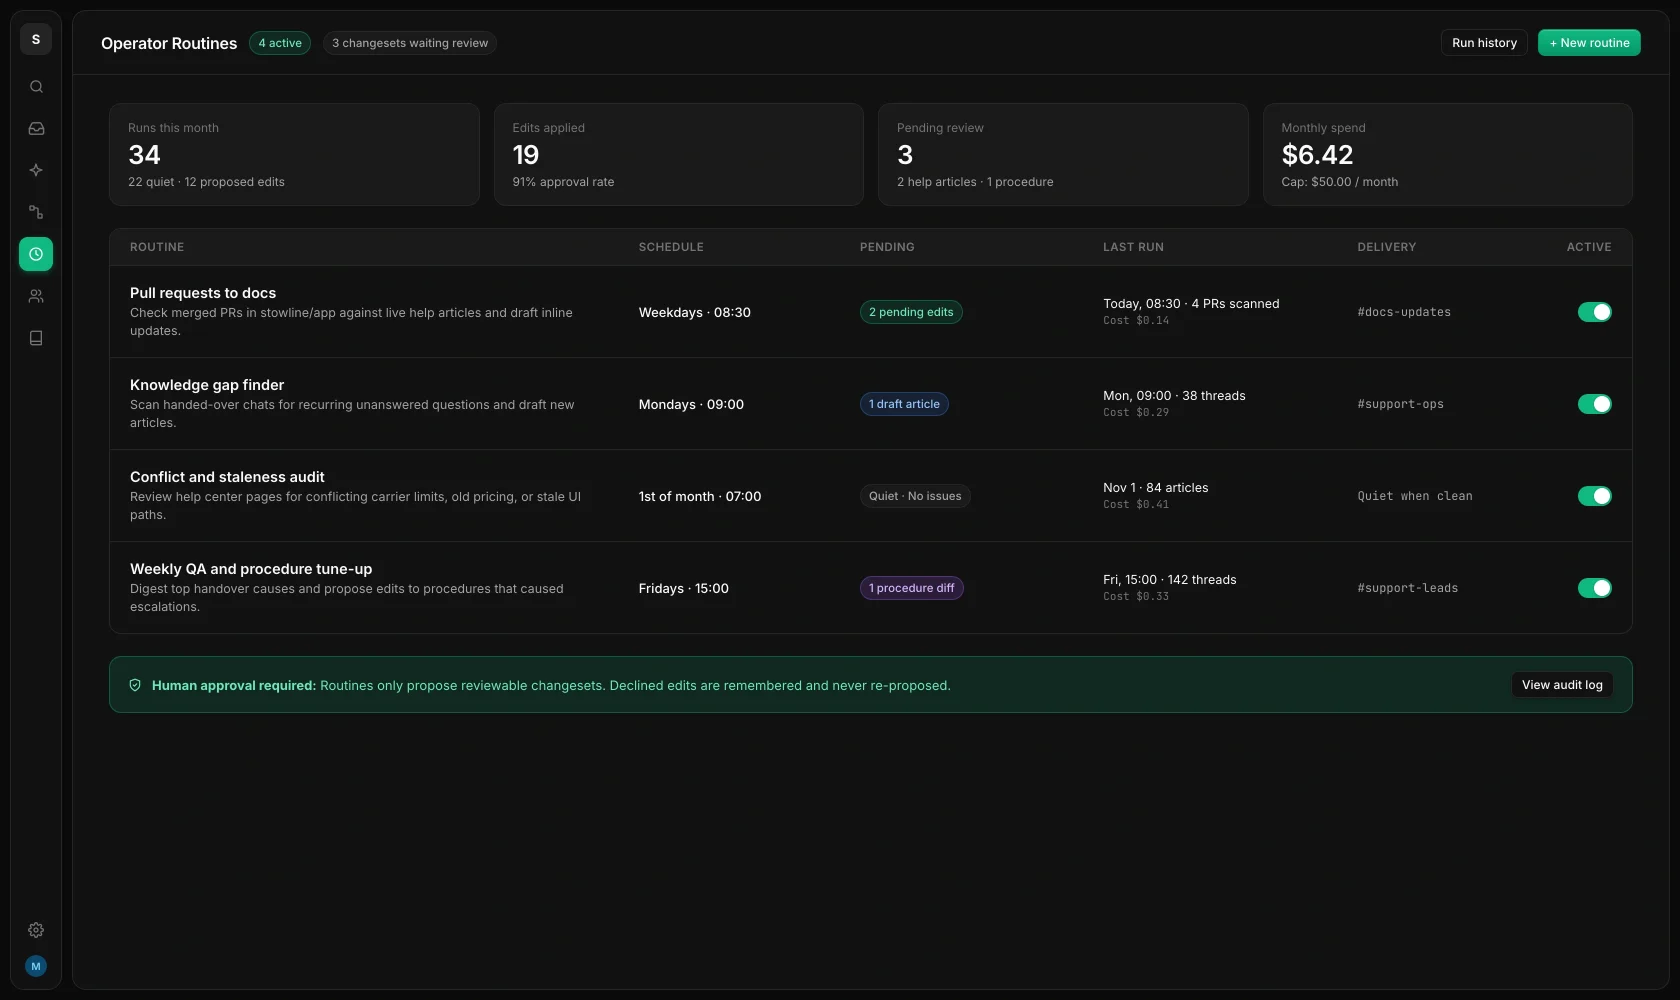 S
Operator Routines
4 active
3 changesets waiting review
Run history
+ New routine
Runs this month
34
22 quiet · 12 proposed edits
Edits applied
19
91% approval rate
Pending review
3
2 help articles · 1 procedure
Monthly spend
$6.42
Cap: $50.00 / month
ROUTINE SCHEDULE PENDING LAST RUN DELIVERY ACTIVE
Pull requests to docs
Check merged PRs in stowline/app against live help articles and draft inline
updates.
Weekdays · 08:30
2 pending edits
Today, 08:30 · 4 PRs scanned
Cost $0.14
#docs-updates
Knowledge gap finder
Scan handed-over chats for recurring unanswered questions and draft new
articles.
Mondays · 09:00
1 draft article
Mon, 09:00 · 38 threads
Cost $0.29
#support-ops
Conflict and staleness audit
Review help center pages for conflicting carrier limits, old pricing, or stale UI
paths.
1st of month · 07:00
Quiet · No issues
Nov 1 · 84 articles
Cost $0.41
Quiet when clean
Weekly QA and procedure tune-up
Digest top handover causes and propose edits to procedures that caused
escalations.
Fridays · 15:00
1 procedure diff
Fri, 15:00 · 142 threads
Cost $0.33
#support-leads
Human approval required: Routines only propose reviewable changesets. Declined edits are remembered and never re-proposed.
View audit log
M